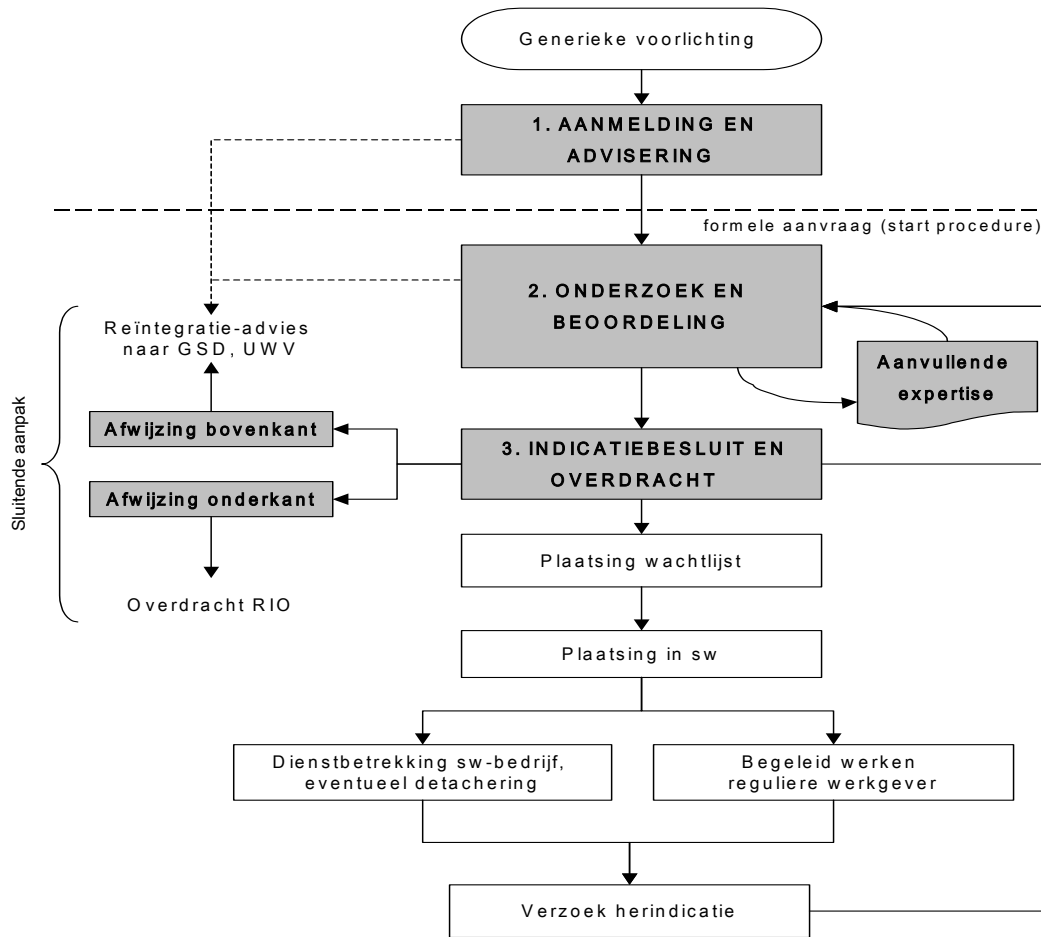 Generieke voorlichting
1. AANMELDING EN
ADVISERING
formele aanvraag (start procedure)
2. ONDERZOEK EN
BEOORDELING
Reïntegratie-advies
naar GSD, UWV
Aanvullende
expertise
Afwijzing bovenkant
3. INDICATIEBESLUIT EN
OVERDRACHT
Afwijzing onderkant
Sluitende aanpak
Plaatsing wachtlijst
Overdracht RIO
Plaatsing in sw
Dienstbetrekking sw-bedrijf,
eventueel detachering
Begeleid werken
reguliere werkgever
Verzoek herindicatie